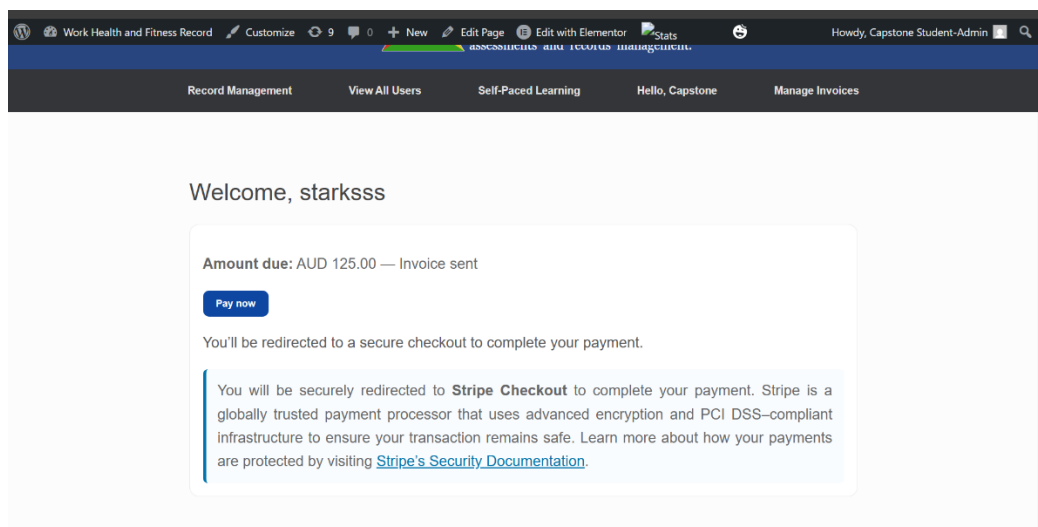 Work Health and Fitness Record Customize 9 0 New Edit Page Edit with Elementor Stats Howdy, Capstone Student-Admin
assessments and records management.
Record Management View All Users Self-Paced Learning Hello, Capstone Manage Invoices
Welcome, starksss
Amount due: AUD 125.00 — Invoice sent
Pay now
You’ll be redirected to a secure checkout to complete your payment.
You will be securely redirected to Stripe Checkout to complete your payment. Stripe is a
globally trusted payment processor that uses advanced encryption and PCI DSS–compliant
infrastructure to ensure your transaction remains safe. Learn more about how your payments
are protected by visiting Stripe’s Security Documentation.